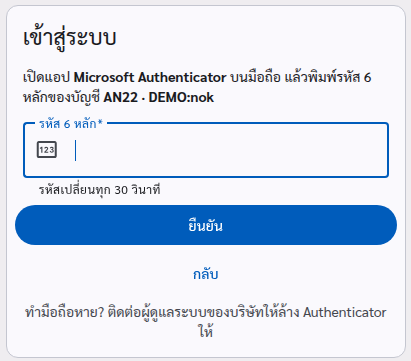 เข้าสู่ระบบ
เปิดแอป Microsoft Authenticator บนมือถือ แล้วพิมพ์รหัส 6
หลักของบัญชี AN22 · DEMO:nok
รหัส 6 หลัก*
123
รหัสเปลี่ยนทุก 30 วินาที
ยืนยัน
กลับ
ทำมือถือหาย? ติดต่อผู้ดูแลระบบของบริษัทให้ล้าง Authenticator
ให้